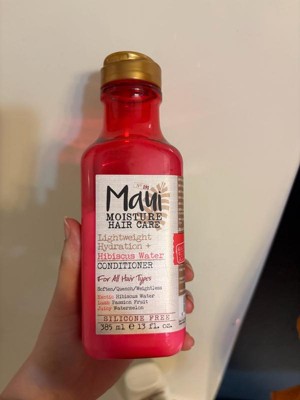 Maui
MOISTURE
HAIR CARE
Lightweight
Hydration +
Hibiscus Water
CONDITIONER
For All Hair Types
Soften/Quench/Weightless
Exotic Hibiscus Water
Lush Passion Fruit
Juicy Watermelon
SILICONE FREE
385 ml ℮ 13 fl. oz.